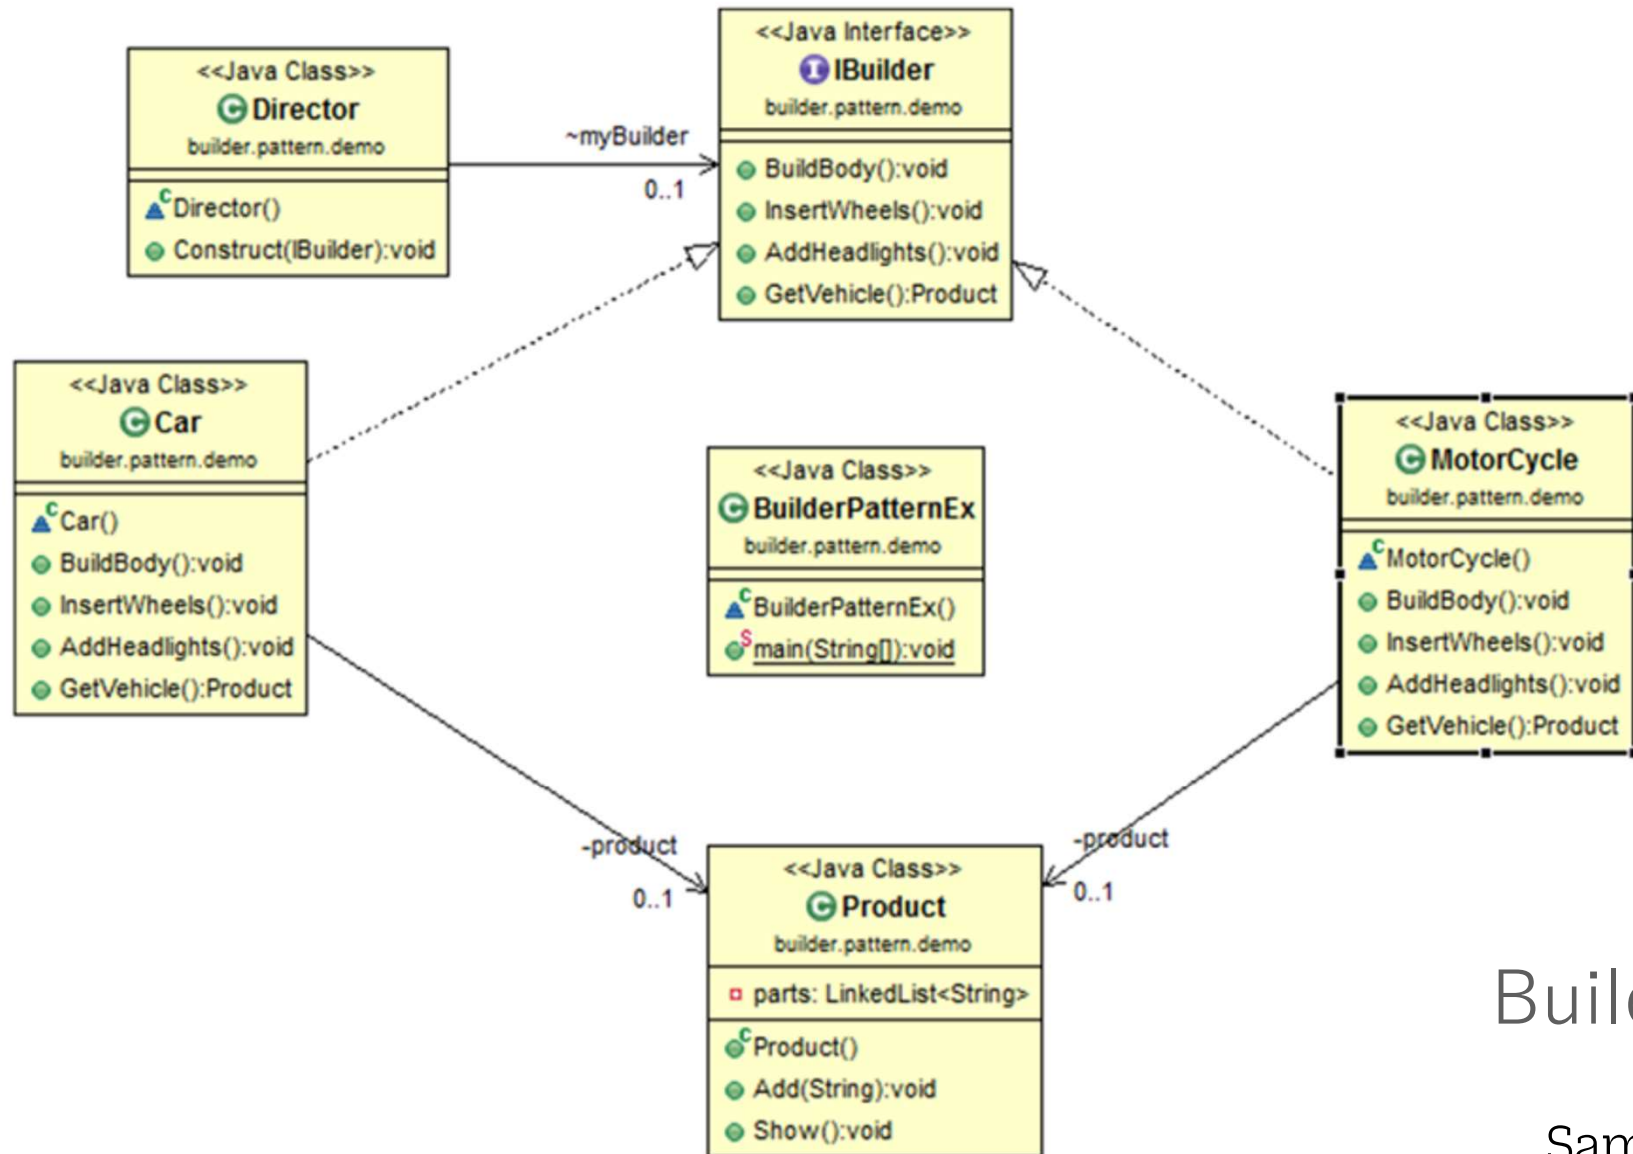 <<Java Class>>
Director
builder.pattern.demo
Director()
Construct(IBuilder):void
~myBuilder
0..1
<<Java Interface>>
IBuilder
builder.pattern.demo
BuildBody():void
InsertWheels():void
AddHeadlights():void
GetVehicle():Product
<<Java Class>>
Car
builder.pattern.demo
Car()
BuildBody():void
InsertWheels():void
AddHeadlights():void
GetVehicle():Product
<<Java Class>>
BuilderPatternEx
builder.pattern.demo
BuilderPatternEx()
main(String[]):void
<<Java Class>>
MotorCycle
builder.pattern.demo
MotorCycle()
BuildBody():void
InsertWheels():void
AddHeadlights():void
GetVehicle():Product
-product
0..1
-product
0..1
<<Java Class>>
Product
builder.pattern.demo
parts: LinkedList<String>
Product()
Add(String):void
Show():void